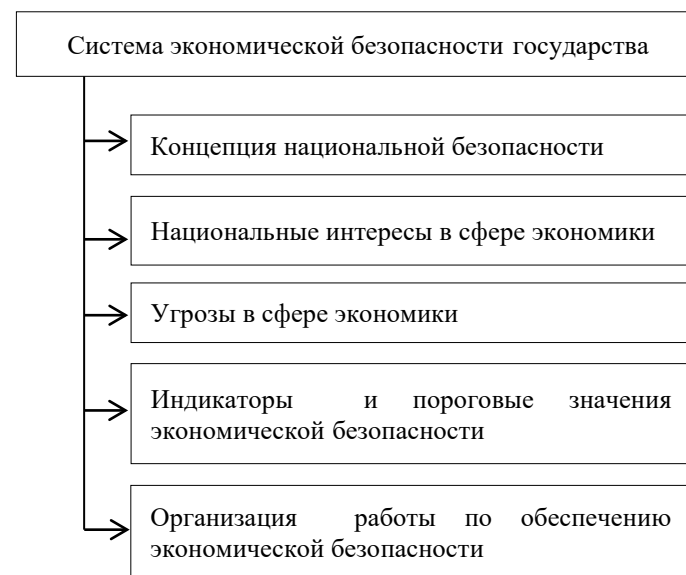 Система экономической безопасности государства
Концепция национальной безопасности
Национальные интересы в сфере экономики
Угрозы в сфере экономики
Индикаторы и пороговые значения
экономической безопасности
Организация работы по обеспечению
экономической безопасности